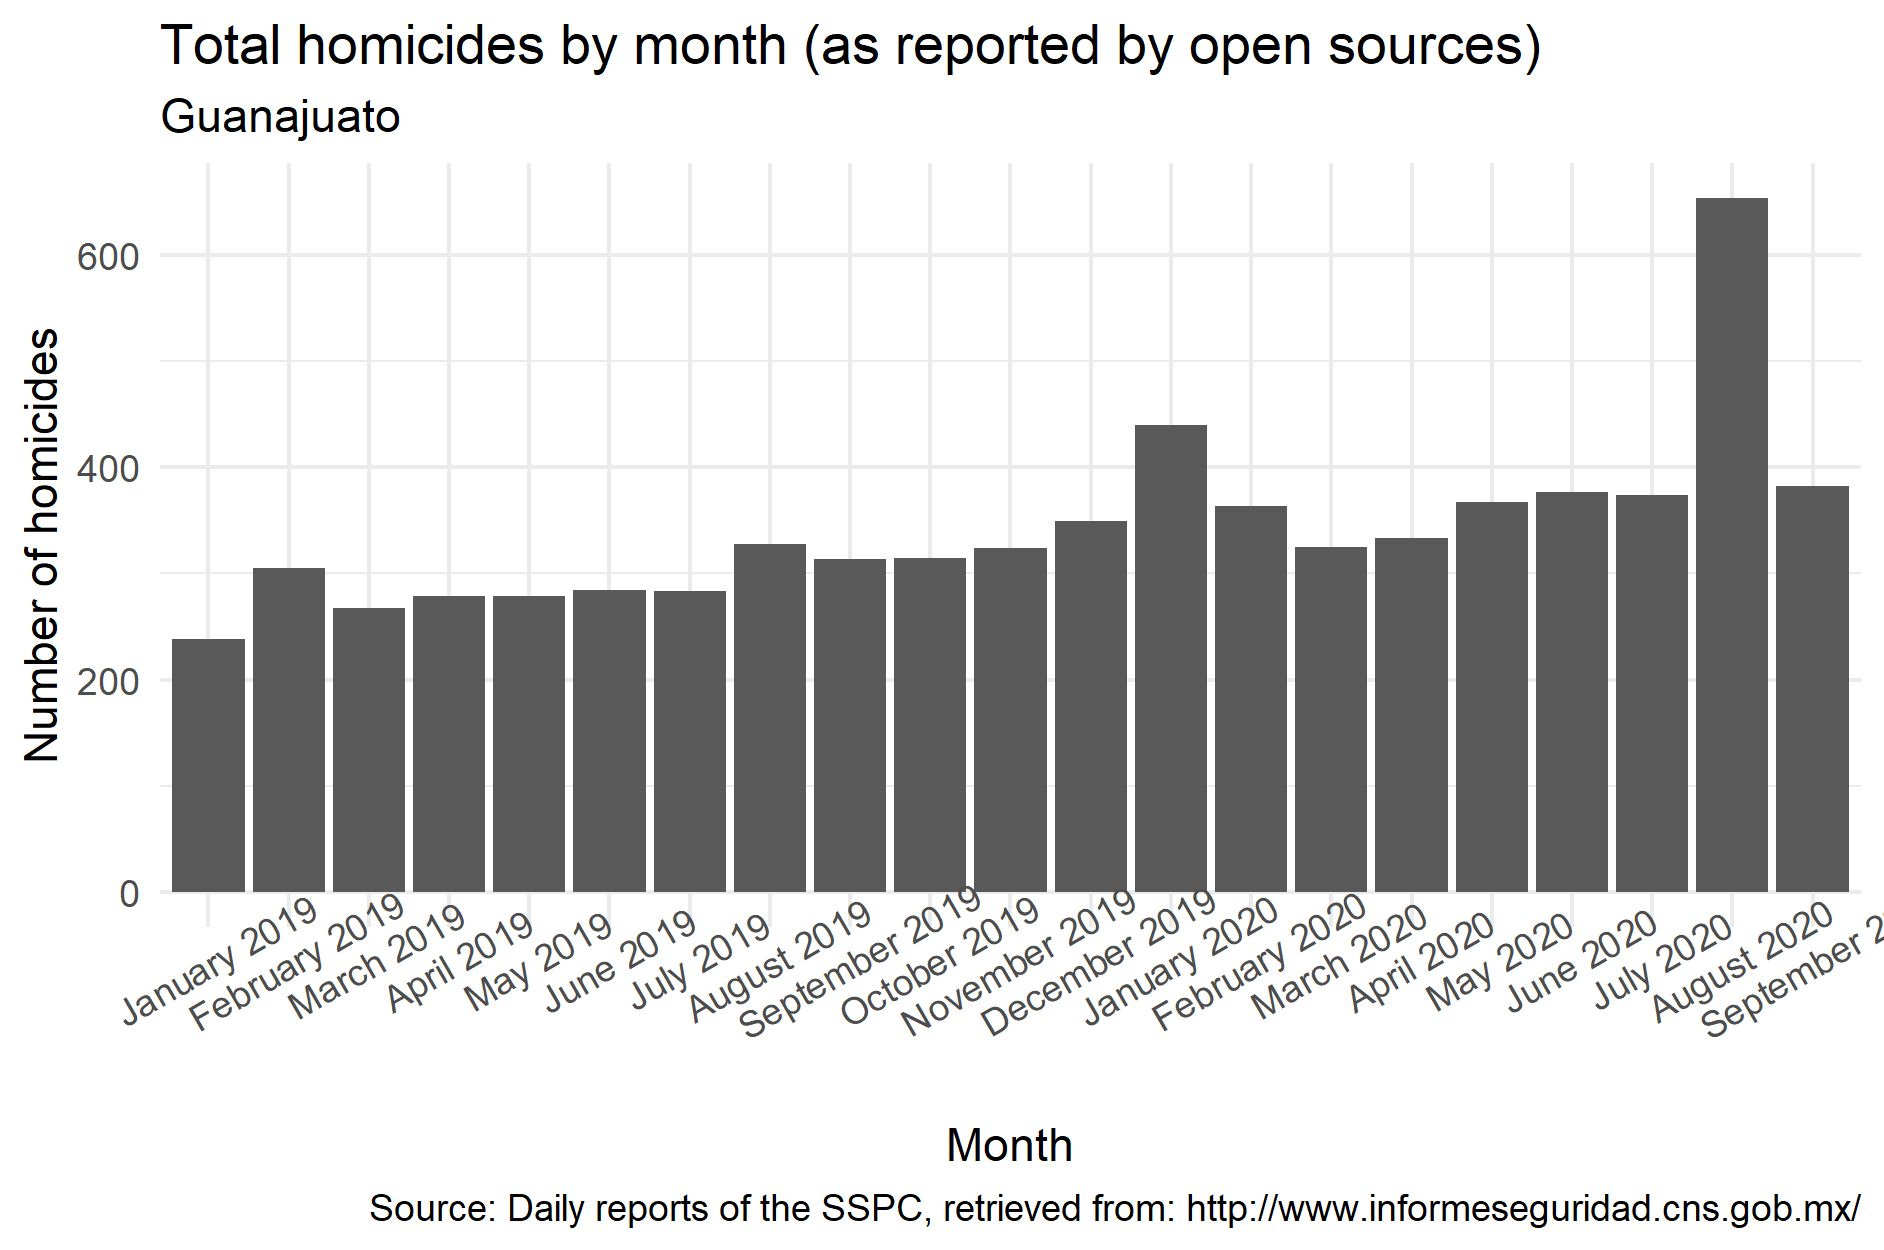 Total homicides by month (as reported by open sources)
Guanajuato
Number of homicides
600
400
200
0
January 2019
February 2019
March 2019
April 2019
May 2019
June 2019
July 2019
August 2019
September 2019
October 2019
November 2019
December 2019
January 2020
February 2020
March 2020
April 2020
May 2020
June 2020
July 2020
August 2020
September 2
Month
Source: Daily reports of the SSPC, retrieved from: http://www.informeseguridad.cns.gob.mx/